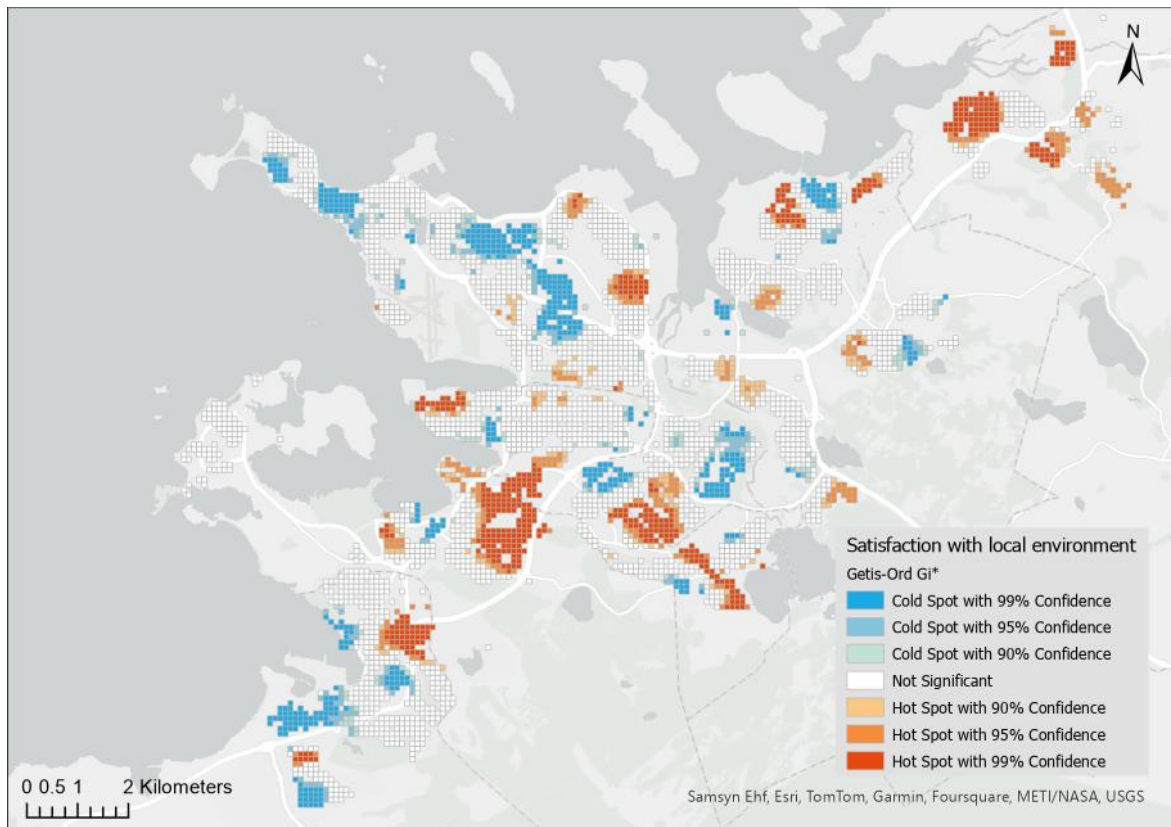 N
Satisfaction with local environment
Getis-Ord Gi*
Cold Spot with 99% Confidence
Cold Spot with 95% Confidence
Cold Spot with 90% Confidence
Not Significant
Hot Spot with 90% Confidence
Hot Spot with 95% Confidence
Hot Spot with 99% Confidence
0 0.5 1 2 Kilometers
Samsyn Ehf, Esri, TomTom, Garmin, Foursquare, METI/NASA, USGS